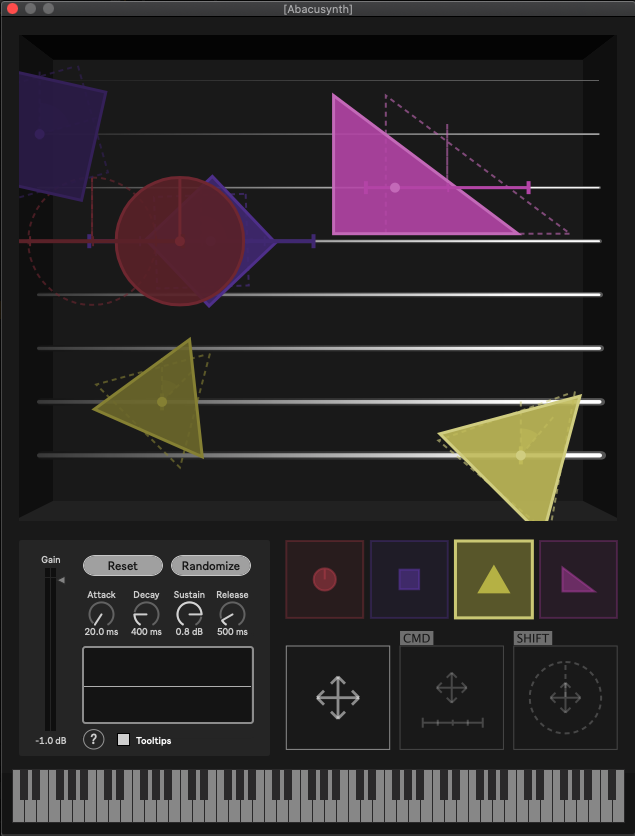 [Abacusynth]
Gain
Reset
Randomize
Attack
Decay
Sustain
Release
20.0 ms
400 ms
0.8 dB
500 ms
CMD
SHIFT
-1.0 dB
?
Tooltips